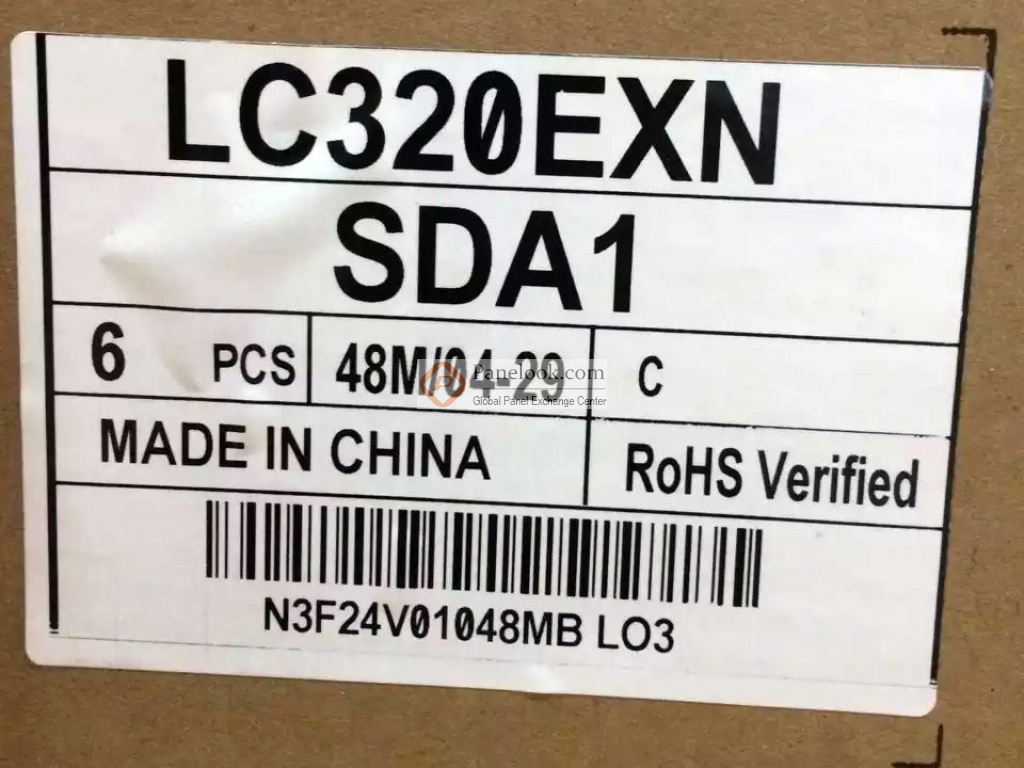 LC320EXN
SDA1
6 PCS 48M/04-29 C
Panelook.com
Global Panel Exchange Center
MADE IN CHINA RoHS Verified
N3F24V01048MB LO3